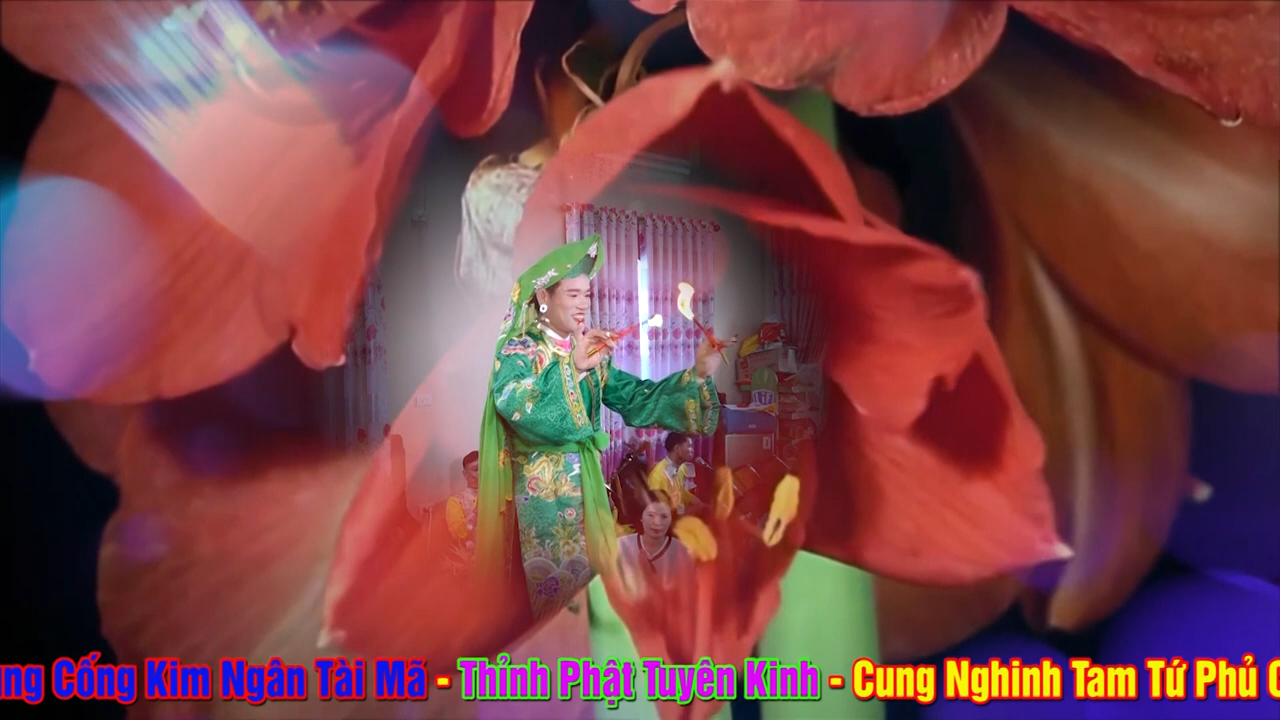 Cống Kim Ngân Tài Mã - Thỉnh Phật Tuyên Kinh - Cung Nghinh Tam Tứ Phủ